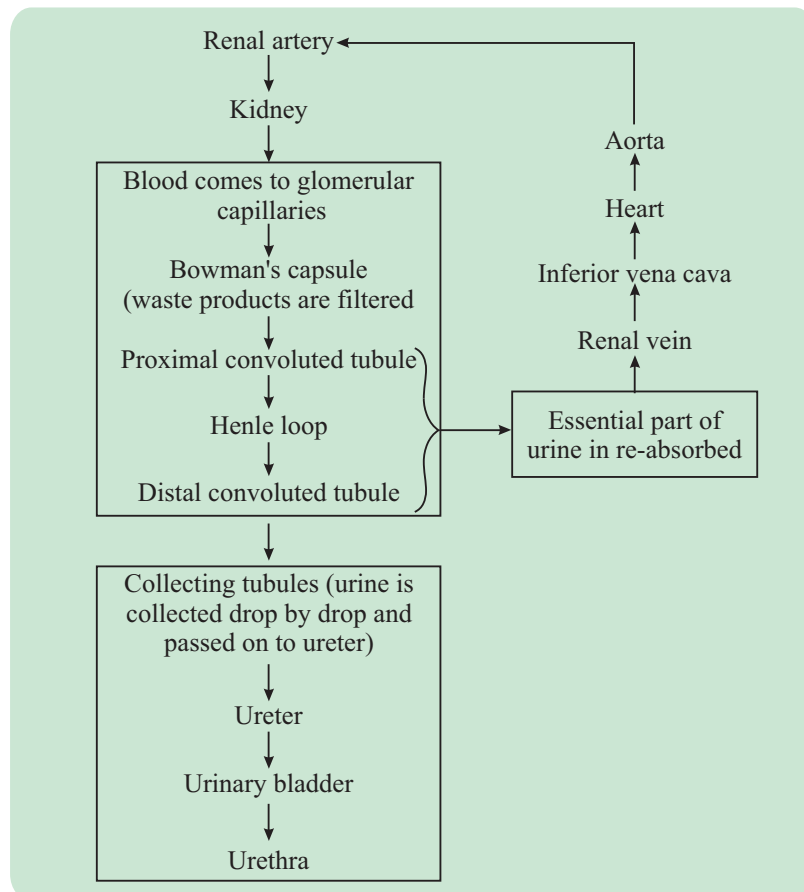 Renal artery
Kidney
Blood comes to glomerular
capillaries
Bowman's capsule
(waste products are filtered
Proximal convoluted tubule
Henle loop
Distal convoluted tubule
Collecting tubules (urine is
collected drop by drop and
passed on to ureter)
Ureter
Urinary bladder
Urethra
Essential part of
urine in re-absorbed
Renal vein
Inferior vena cava
Heart
Aorta